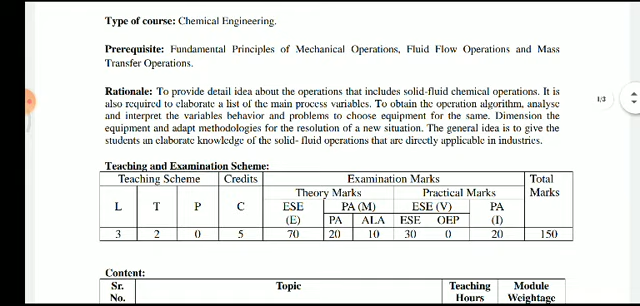 Type of course: Chemical Engineering.
Prerequisite: Fundamental Principles of Mechanical Operations, Fluid Flow Operations and Mass
Transfer Operations.
Rationale: To provide detail idea about the operations that includes solid-fluid chemical operations. It is
also required to elaborate a list of the main process variables. To obtain the operation algorithm, analyse
and interpret the variables behavior and problems to choose equipment for the same. Dimension the
equipment and adapt methodologies for the resolution of a new situation. The general idea is to give the
students an elaborate knowledge of the solid- fluid operations that are directly applicable in industries.
1/3
Teaching and Examination Scheme:
Teaching Scheme Credits Examination Marks Total
Marks
Theory Marks Practical Marks
L T P C ESE
(E) PA (M) ESE (V) PA
(I)
PA ALA ESE OEP
3 2 0 5 70 20 10 30 0 20 150
Content:
Sr.
No. Topic Teaching
Hours Module
Weightage